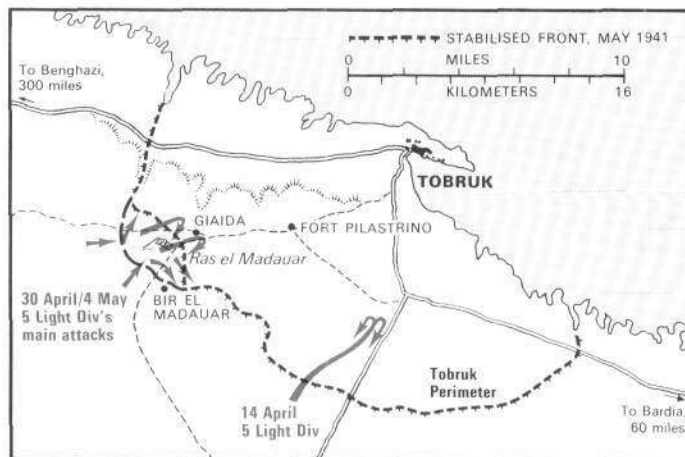 STABILISED FRONT, MAY 1941
0 MILES 10
0 KILOMETERS 16
To Benghazi,
300 miles
TOBRUK
GIAIDA
FORT PILASTRINO
Ras el Madauar
30 April/4 May
5 Light Div's
main attacks
BIR EL
MADAUAR
14 April
5 Light Div
Tobruk
Perimeter
To Bardia,
60 miles